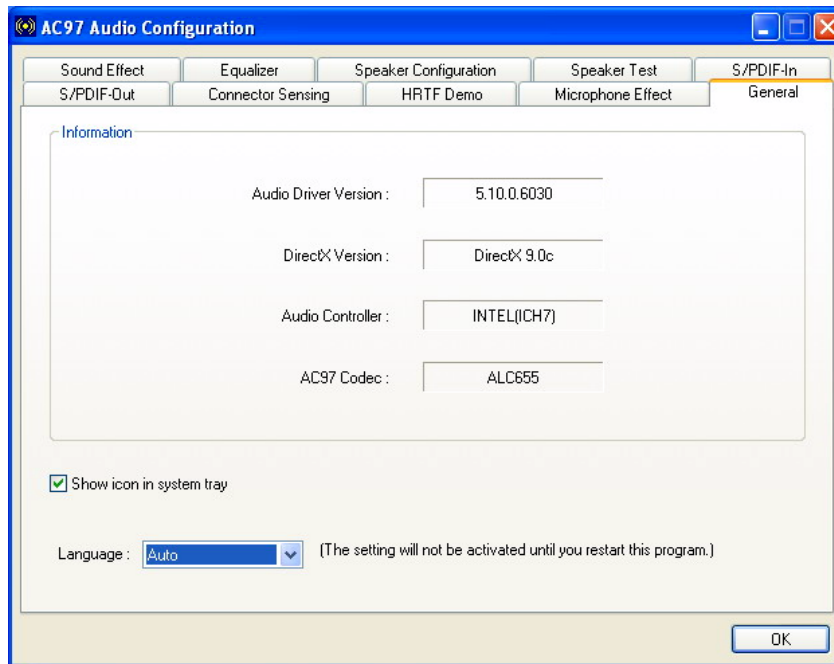 AC97 Audio Configuration
Sound Effect Equalizer Speaker Configuration Speaker Test S/PDIF-In
S/PDIF-Out Connector Sensing HRTF Demo Microphone Effect General
Information
Audio Driver Version : 5.10.0.6030
DirectX Version : DirectX 9.0c
Audio Controller : INTEL(ICH7)
AC97 Codec : ALC655
Show icon in system tray
Language : Auto (The setting will not be activated until you restart this program.)
OK